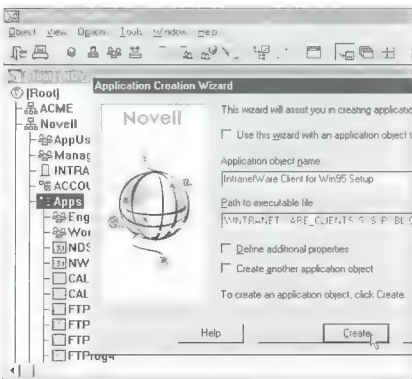 Object View Options Tools Window Help
[Root]
ACME
Novell
AppUs
Manag
INTRA
ACCOU
Apps
Eng
Wor
NDS
NW
CAL
CAL
FTP
FTP
FTP
FTProg4
Application Creation Wizard
Novell
This wizard will assist you in creating applicatio
Use this wizard with an application object t
Application object name:
IntranetWare Client for Win95 Setup
Path to executable file
Define additional properties
Create another application object
To create an application object, click Create.
Help
Create